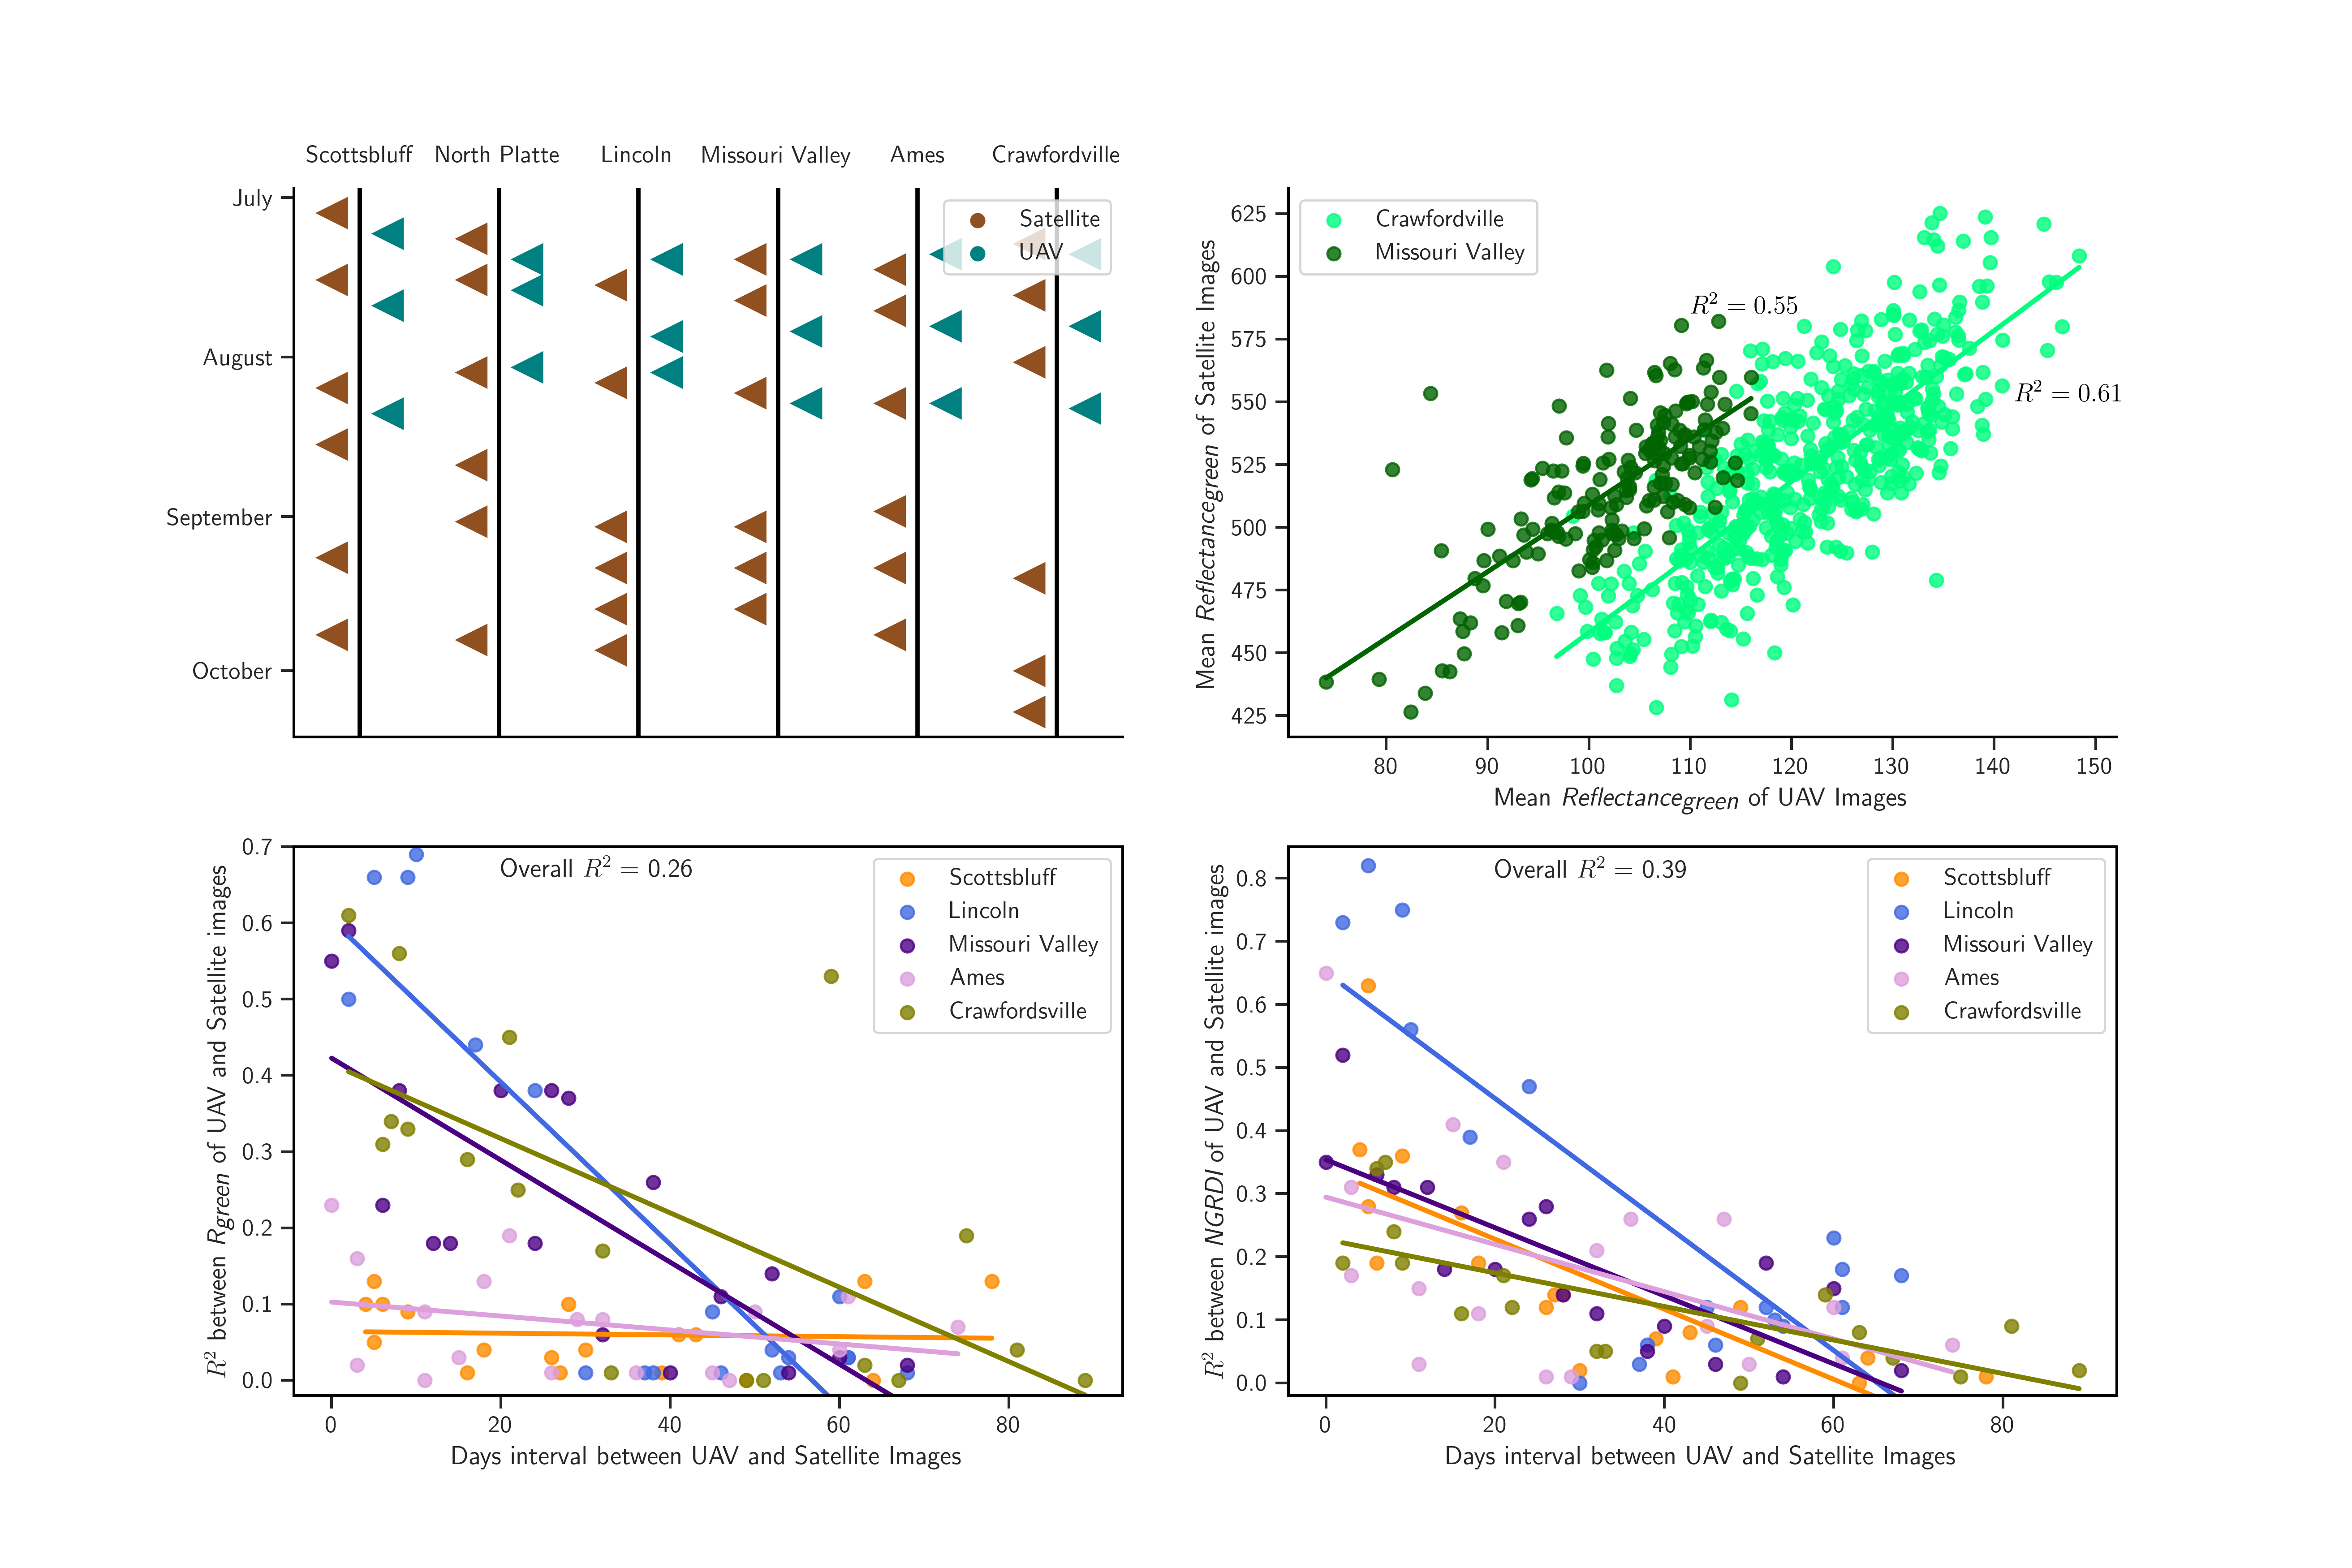 Scottsbluff North Platte Lincoln Missouri Valley Ames Crawfordville
July
August
September
October
Satellite
UAV
Mean Reflectancegreen of Satellite Images
625
600
575
550
525
500
475
450
425
Crawfordville
Missouri Valley
R² = 0.55
R² = 0.61
80 90 100 110 120 130 140 150
Mean Reflectancegreen of UAV Images
R² between Rgreen of UAV and Satellite images
0.7
0.6
0.5
0.4
0.3
0.2
0.1
0.0
Overall R² = 0.26
Scottsbluff
Lincoln
Missouri Valley
Ames
Crawfordsville
0 20 40 60 80
Days interval between UAV and Satellite Images
R² between NGRDI of UAV and Satellite images
0.8
0.7
0.6
0.5
0.4
0.3
0.2
0.1
0.0
Overall R² = 0.39
Scottsbluff
Lincoln
Missouri Valley
Ames
Crawfordsville
0 20 40 60 80
Days interval between UAV and Satellite Images